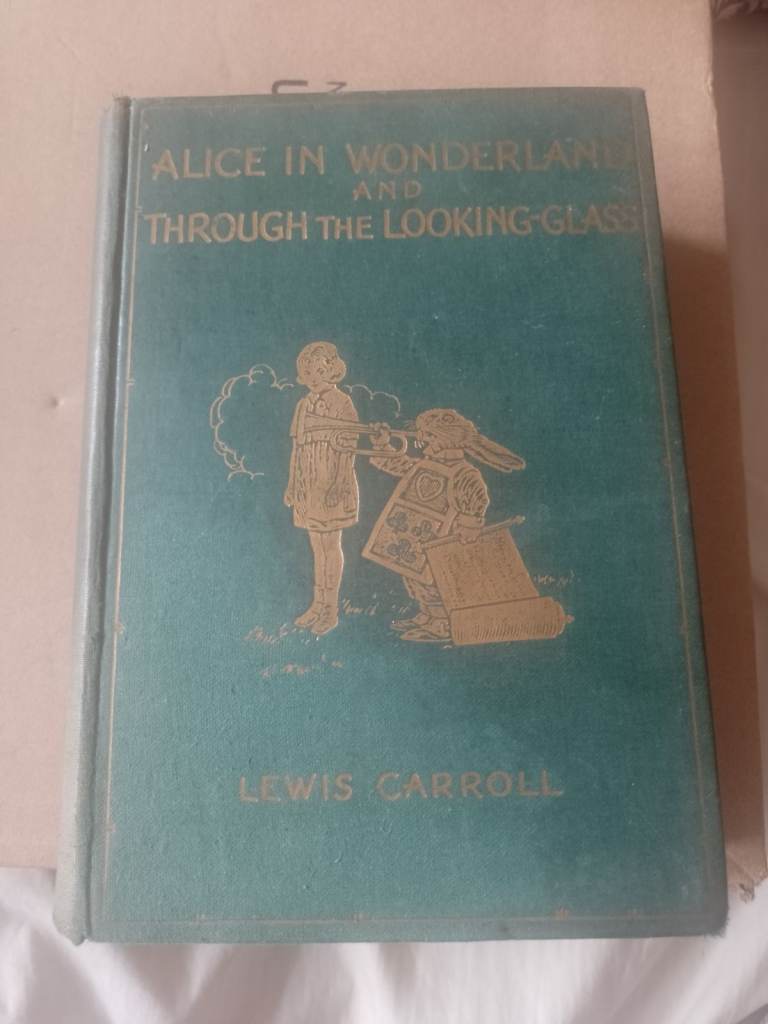 ALICE IN WONDERLAND
AND
THROUGH THE LOOKING-GLASS
LEWIS CARROLL